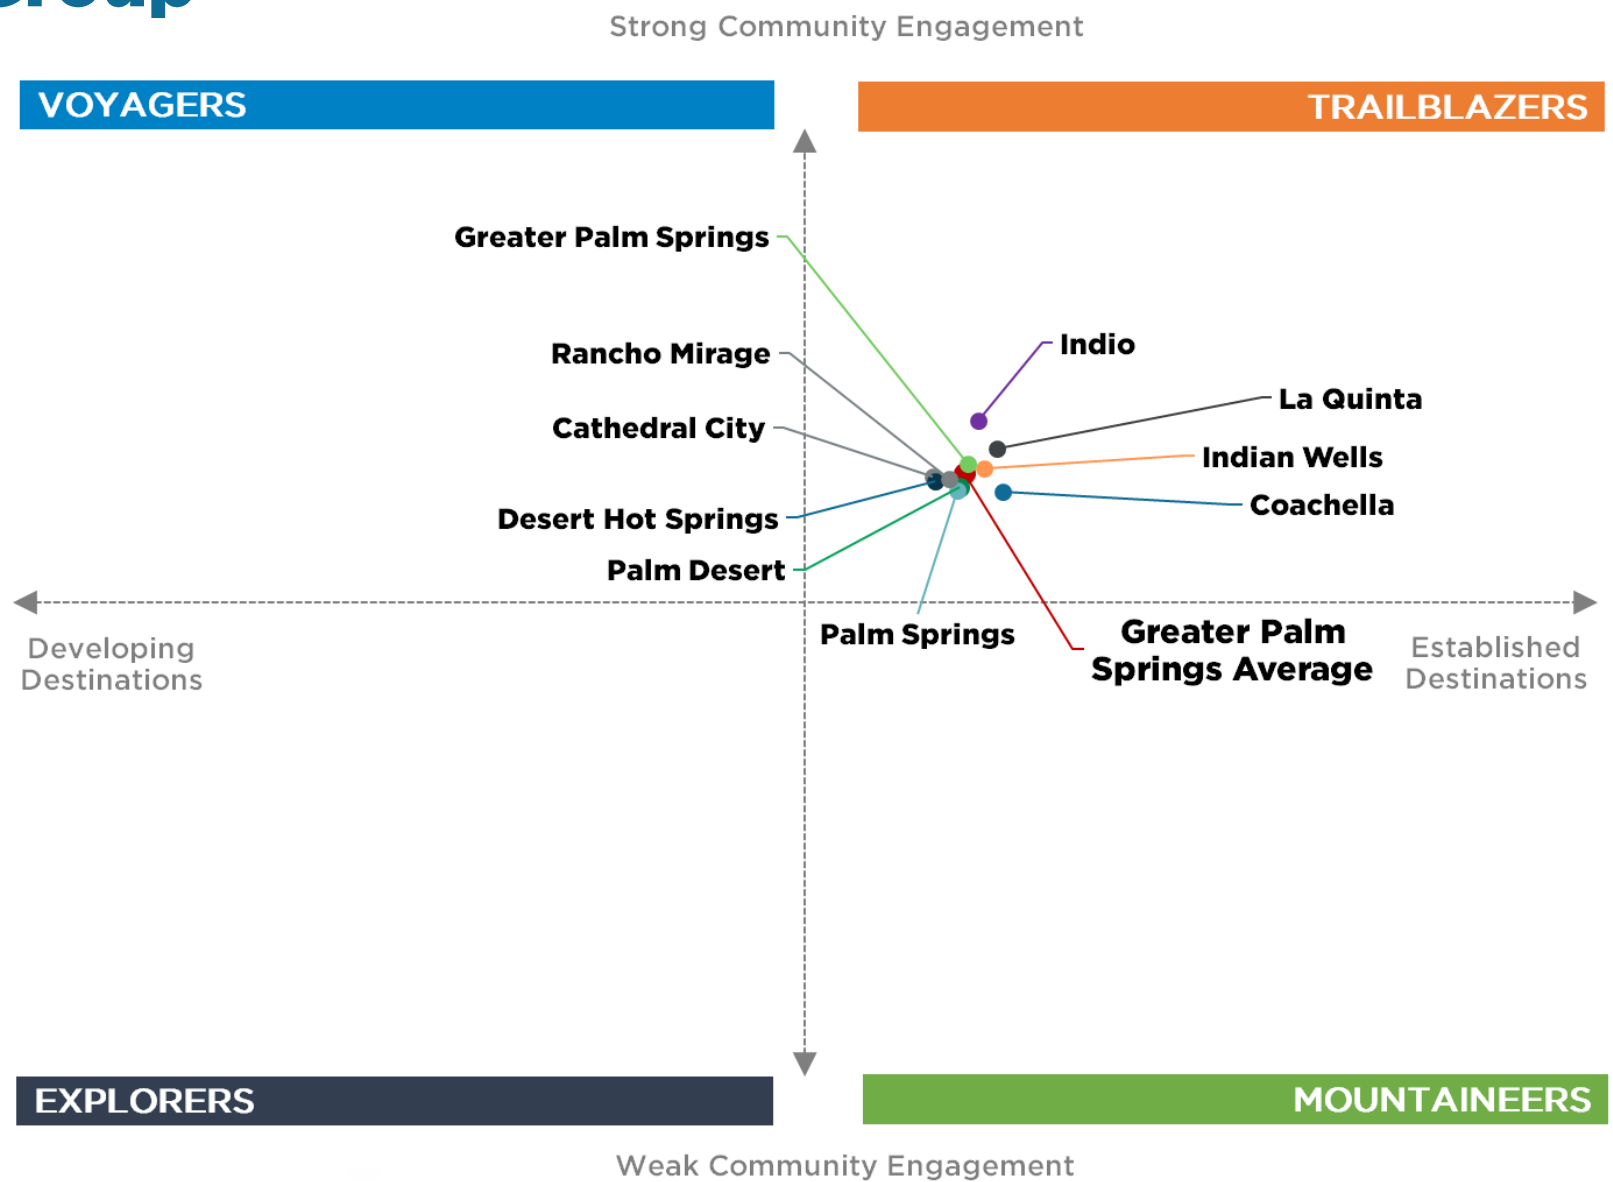 Group
Strong Community Engagement
VOYAGERS
TRAILBLAZERS
Greater Palm Springs
Indio
Rancho Mirage
La Quinta
Cathedral City
Indian Wells
Coachella
Desert Hot Springs
Palm Desert
Palm Springs
Greater Palm
Springs Average
Developing
Destinations
Established
Destinations
EXPLORERS
MOUNTAINEERS
Weak Community Engagement